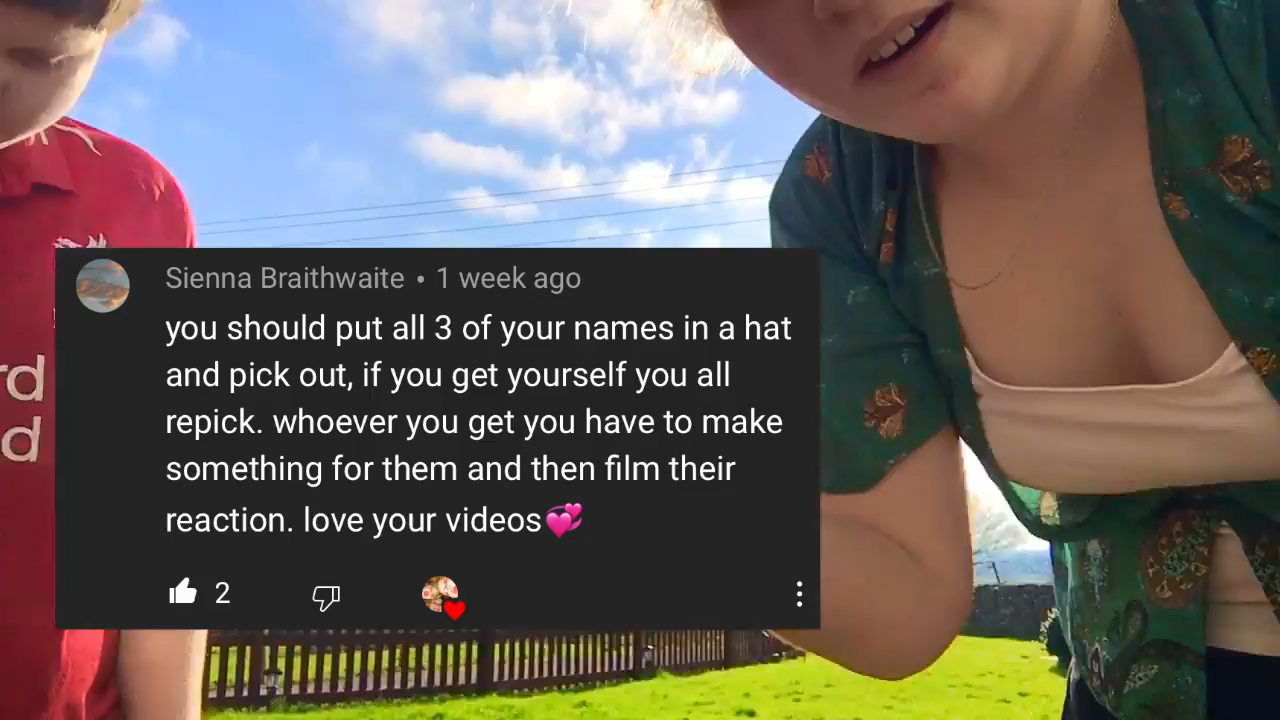 Sienna Braithwaite • 1 week ago
you should put all 3 of your names in a hat
and pick out, if you get yourself you all
repick. whoever you get you have to make
something for them and then film their
reaction. love your videos💞
2
rd
d